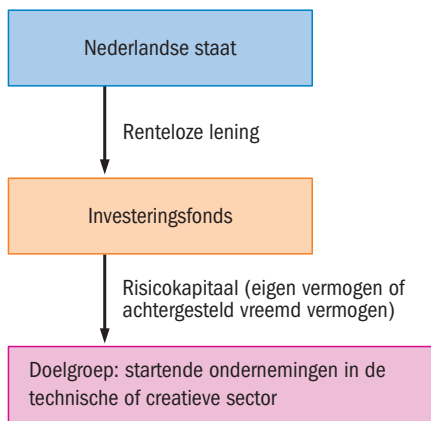 Nederlandse staat
Renteloze lening
Investeringsfonds
Risicokapitaal (eigen vermogen of
achtergesteld vreemd vermogen)
Doelgroep: startende ondernemingen in de
technische of creatieve sector